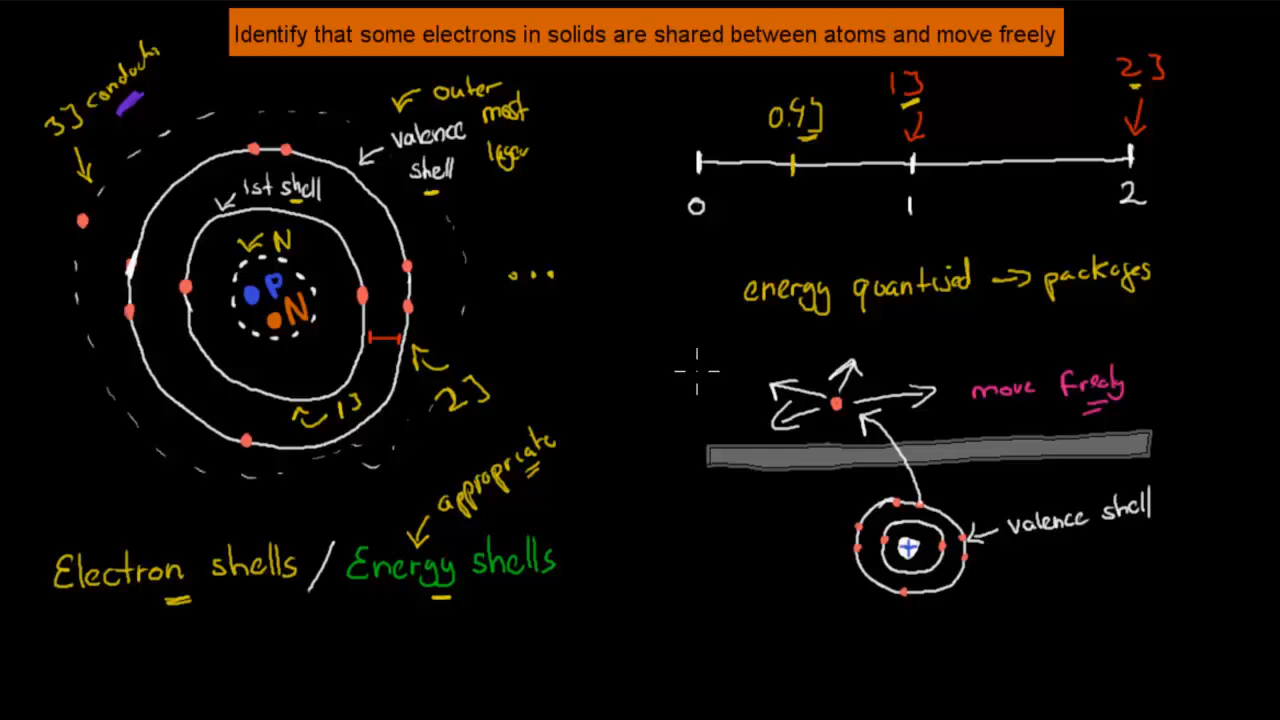 Identify that some electrons in solids are shared between atoms and move freely
3J conducti
outer
most
layer
valence
shell
1st shell
N
P
N
1J
2J
...
appropriate
Electron shells / Energy shells
0.9J
1J
2J
0
1
2
energy quantised → packages
move freely
+
valence shell